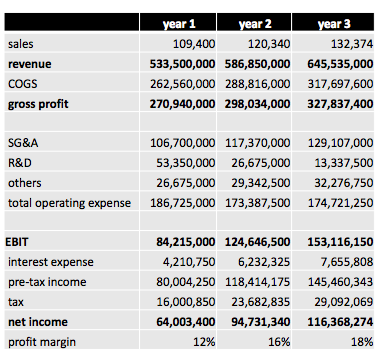 year 1 year 2 year 3
sales 109,400 120,340 132,374
revenue 533,500,000 586,850,000 645,535,000
COGS 262,560,000 288,816,000 317,697,600
gross profit 270,940,000 298,034,000 327,837,400
SG&A 106,700,000 117,370,000 129,107,000
R&D 53,350,000 26,675,000 13,337,500
others 26,675,000 29,342,500 32,276,750
total operating expense 186,725,000 173,387,500 174,721,250
EBIT 84,215,000 124,646,500 153,116,150
interest expense 4,210,750 6,232,325 7,655,808
pre-tax income 80,004,250 118,414,175 145,460,343
tax 16,000,850 23,682,835 29,092,069
net income 64,003,400 94,731,340 116,368,274
profit margin 12% 16% 18%